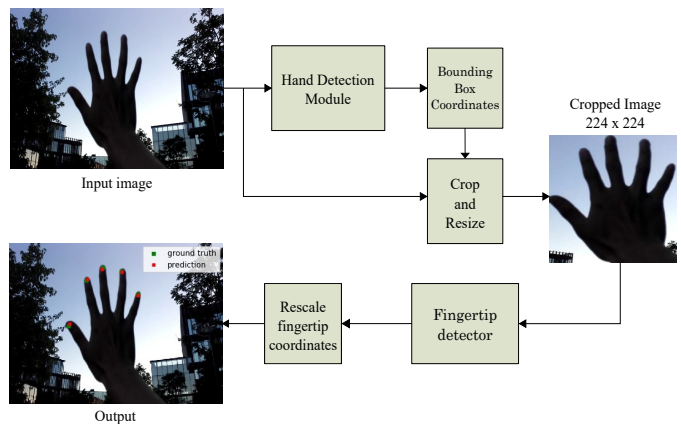 Input image
Hand Detection
Module
Bounding
Box
Coordinates
Crop
and
Resize
Cropped Image
224 x 224
Fingertip
detector
Rescale
fingertip
coordinates
ground truth
prediction
Output